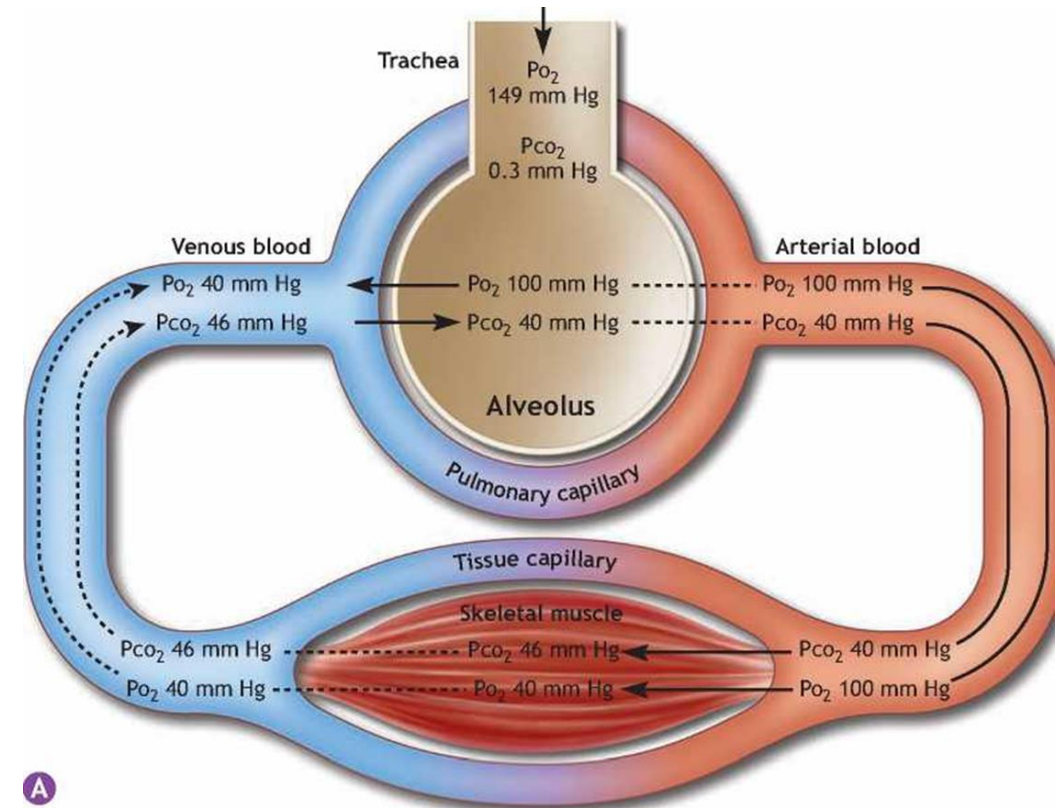 Trachea
Po₂
149 mm Hg
Pco₂
0.3 mm Hg
Venous blood
Arterial blood
Po₂ 40 mm Hg
Po₂ 100 mm Hg
Po₂ 100 mm Hg
Pco₂ 46 mm Hg
Pco₂ 40 mm Hg
Pco₂ 40 mm Hg
Alveolus
Pulmonary capillary
Tissue capillary
Skeletal muscle
Pco₂ 46 mm Hg
Pco₂ 46 mm Hg
Pco₂ 40 mm Hg
Po₂ 40 mm Hg
Po₂ 40 mm Hg
Po₂ 100 mm Hg
A